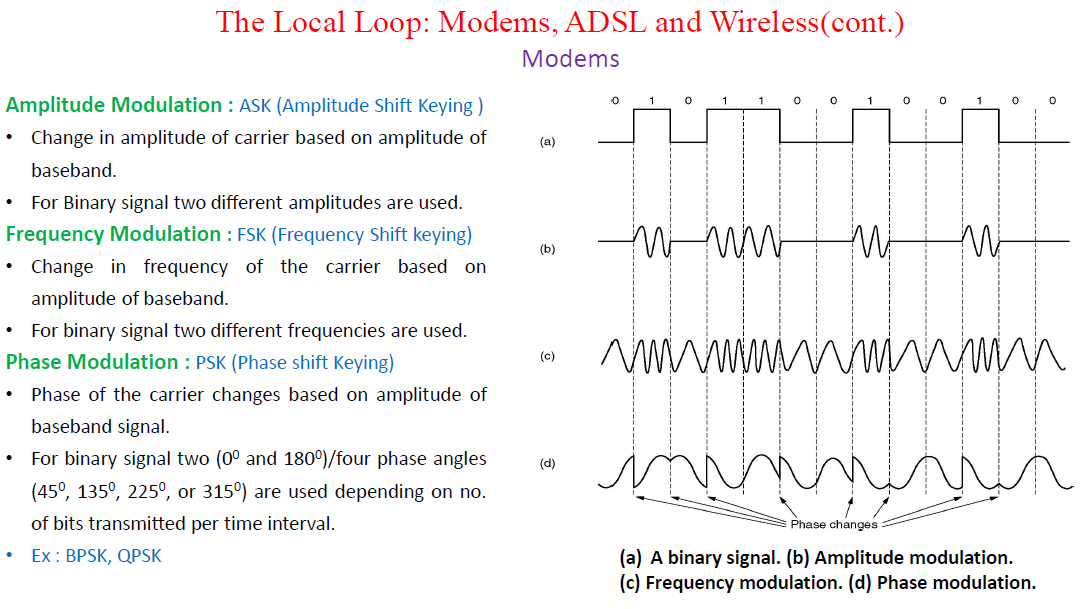 The Local Loop: Modems, ADSL and Wireless(cont.)
Modems
Amplitude Modulation : ASK (Amplitude Shift Keying )
• Change in amplitude of carrier based on amplitude of
baseband.
• For Binary signal two different amplitudes are used.
Frequency Modulation : FSK (Frequency Shift keying)
• Change in frequency of the carrier based on
amplitude of baseband.
• For binary signal two different frequencies are used.
Phase Modulation : PSK (Phase shift Keying)
• Phase of the carrier changes based on amplitude of
baseband signal.
• For binary signal two (0⁰ and 180⁰)/four phase angles
(45⁰, 135⁰, 225⁰, or 315⁰) are used depending on no.
of bits transmitted per time interval.
• Ex : BPSK, QPSK
0 1 0 1 1 0 0 1 0 0 1 0 0
(a)
(b)
(c)
(d)
Phase changes
(a) A binary signal. (b) Amplitude modulation.
(c) Frequency modulation. (d) Phase modulation.